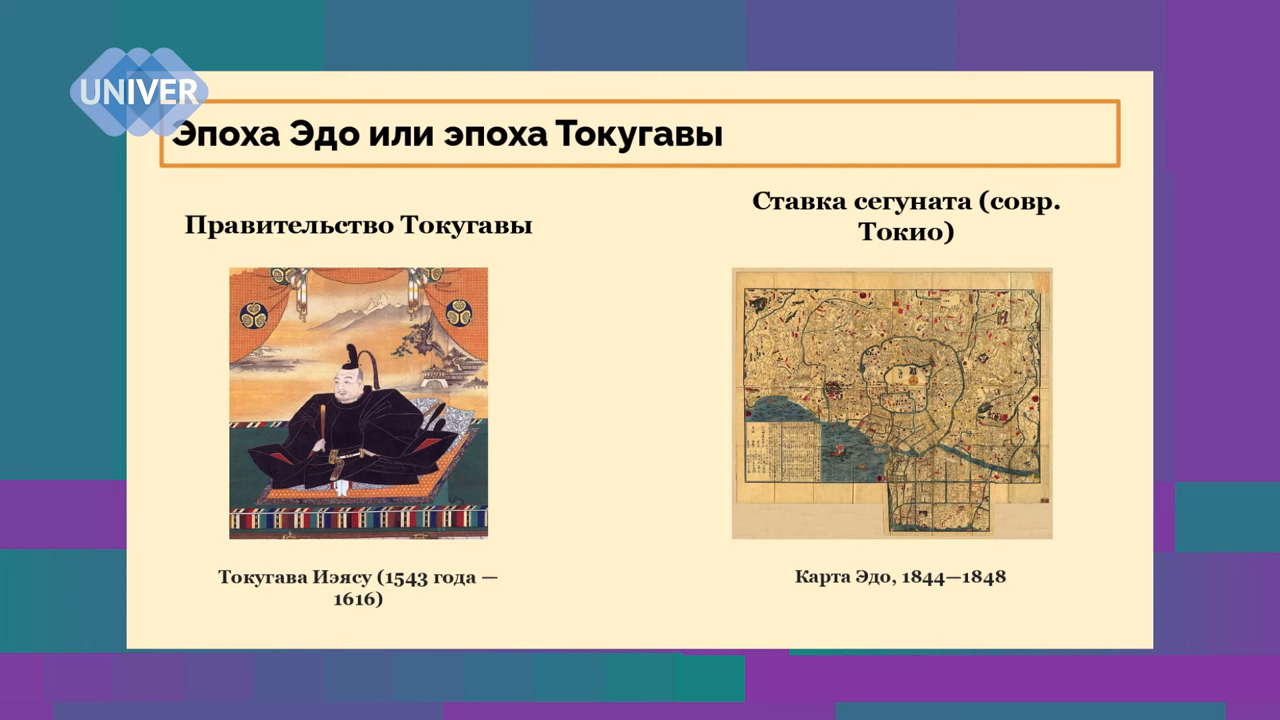 UNIVER
Эпоха Эдо или эпоха Токугавы
Правительство Токугавы
Ставка сегуната (совр.
Токио)
Токугава Иэясу (1543 года —
1616)
Карта Эдо, 1844—1848